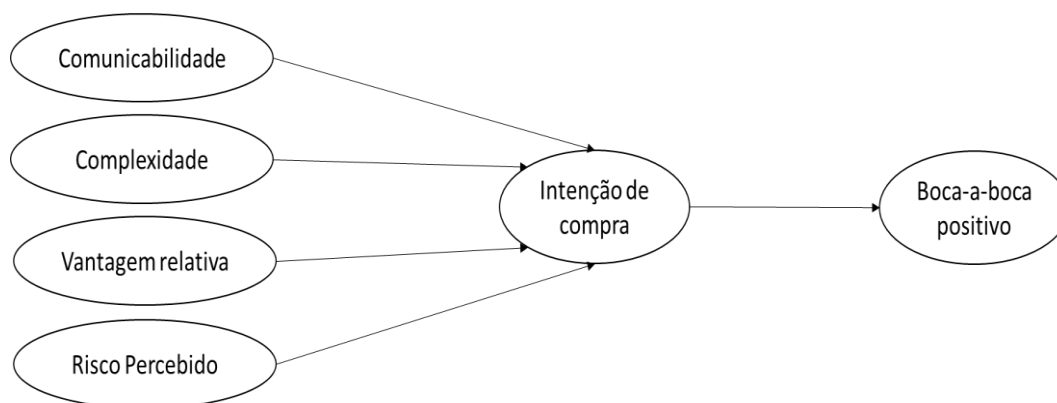 Comunicabilidade
Complexidade
Vantagem relativa
Risco Percebido
Intenção de
compra
Boca-a-boca
positivo